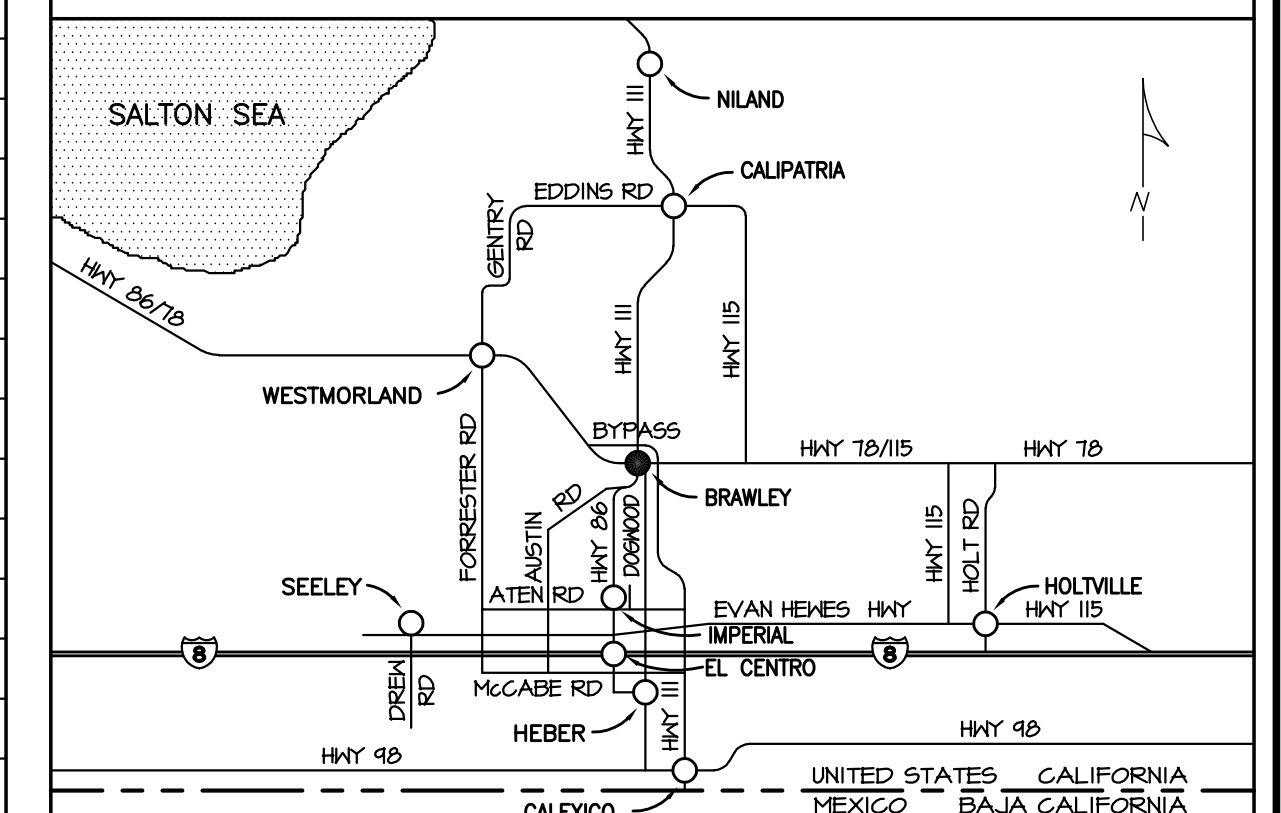 NILAND
SALTON SEA
HWY 111
CALIPATRIA
EDDINS RD
GENTRY
RD
N
HWY 86/78
HWY 111
HWY 115
WESTMORLAND
BYPASS
HWY 78/115
HWY 78
BRAWLEY
FORRESTER RD
AUSTIN
RD
HWY 86
DOGWOOD
HWY 115
HOLT RD
SEELEY
HOLTVILLE
ATEN RD
EVAN HEWES HWY
HWY 115
IMPERIAL
8
8
EL CENTRO
DREW
RD
McCABE RD
HEBER
HWY 111
HWY 98
HWY 98
UNITED STATES CALIFORNIA
CALEXICO
MEXICO BAJA CALIFORNIA